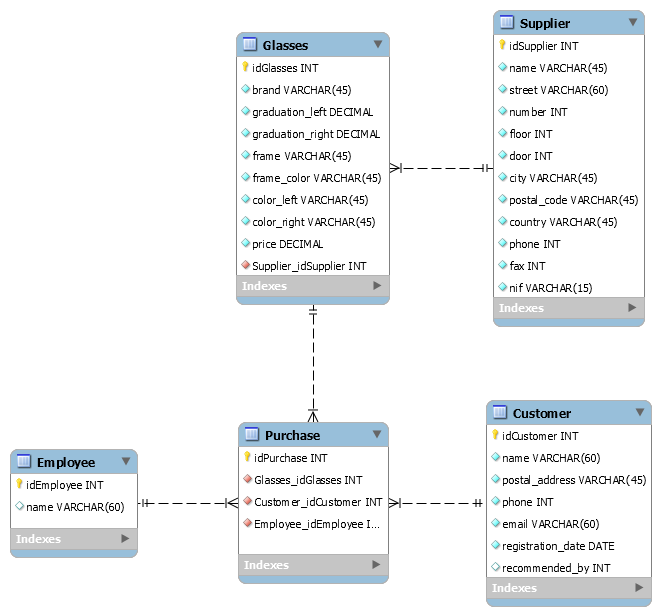 Glasses
idGlasses INT
brand VARCHAR(45)
graduation_left DECIMAL
graduation_right DECIMAL
frame VARCHAR(45)
frame_color VARCHAR(45)
color_left VARCHAR(45)
color_right VARCHAR(45)
price DECIMAL
Supplier_idSupplier INT
Indexes
Supplier
idSupplier INT
name VARCHAR(45)
street VARCHAR(60)
number INT
floor INT
door INT
city VARCHAR(45)
postal_code VARCHAR(45)
country VARCHAR(45)
phone INT
fax INT
nif VARCHAR(15)
Indexes
Employee
idEmployee INT
name VARCHAR(60)
Indexes
Purchase
idPurchase INT
Glasses_idGlasses INT
Customer_idCustomer INT
Employee_idEmployee I...
Indexes
Customer
idCustomer INT
name VARCHAR(60)
postal_address VARCHAR(45)
phone INT
email VARCHAR(60)
registration_date DATE
recommended_by INT
Indexes